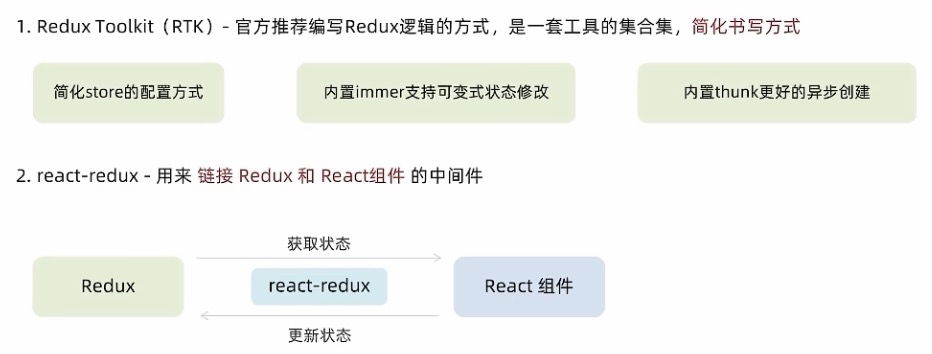 1. Redux Toolkit（RTK）- 官方推荐编写Redux逻辑的方式，是一套工具的集合集，简化书写方式
简化store的配置方式
内置immer支持可变式状态修改
内置thunk更好的异步创建
2. react-redux - 用来 链接 Redux 和 React组件 的中间件
获取状态
Redux
react-redux
React 组件
更新状态